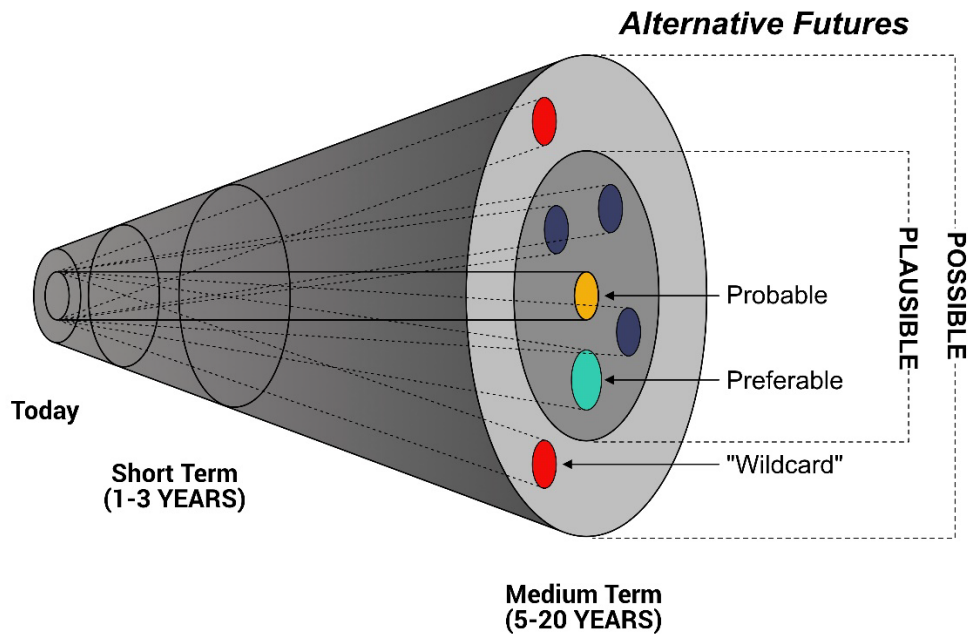 Alternative Futures
POSSIBLE
PLAUSIBLE
Probable
Preferable
"Wildcard"
Today
Short Term
(1-3 YEARS)
Medium Term
(5-20 YEARS)